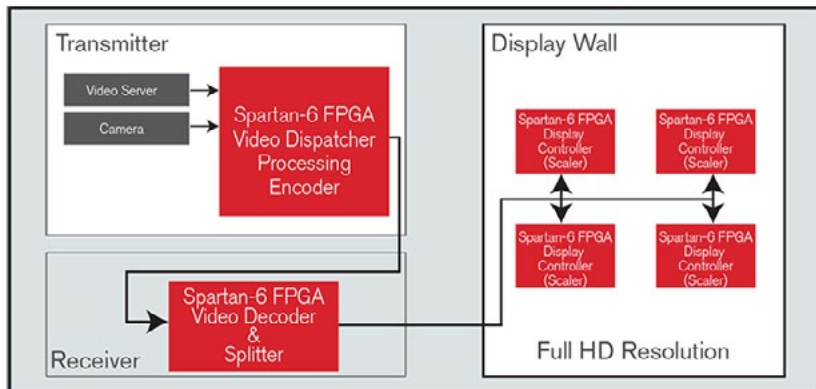 Transmitter
Video Server
Camera
Spartan-6 FPGA
Video Dispatcher
Processing
Encoder
Receiver
Spartan-6 FPGA
Video Decoder
&
Splitter
Display Wall
Spartan-6 FPGA
Display
Controller
(Scaler)
Spartan-6 FPGA
Display
Controller
(Scaler)
Spartan-6 FPGA
Display
Controller
(Scaler)
Spartan-6 FPGA
Display
Controller
(Scaler)
Full HD Resolution